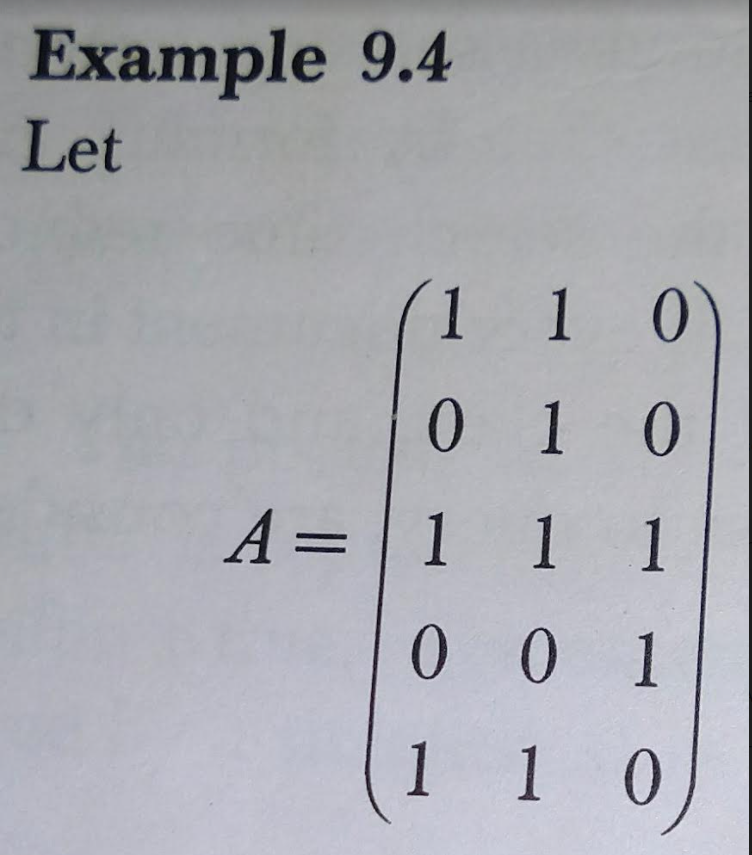 Example 9.4
Let
1 1 0
0 1 0
A = 1 1 1
0 0 1
1 1 0